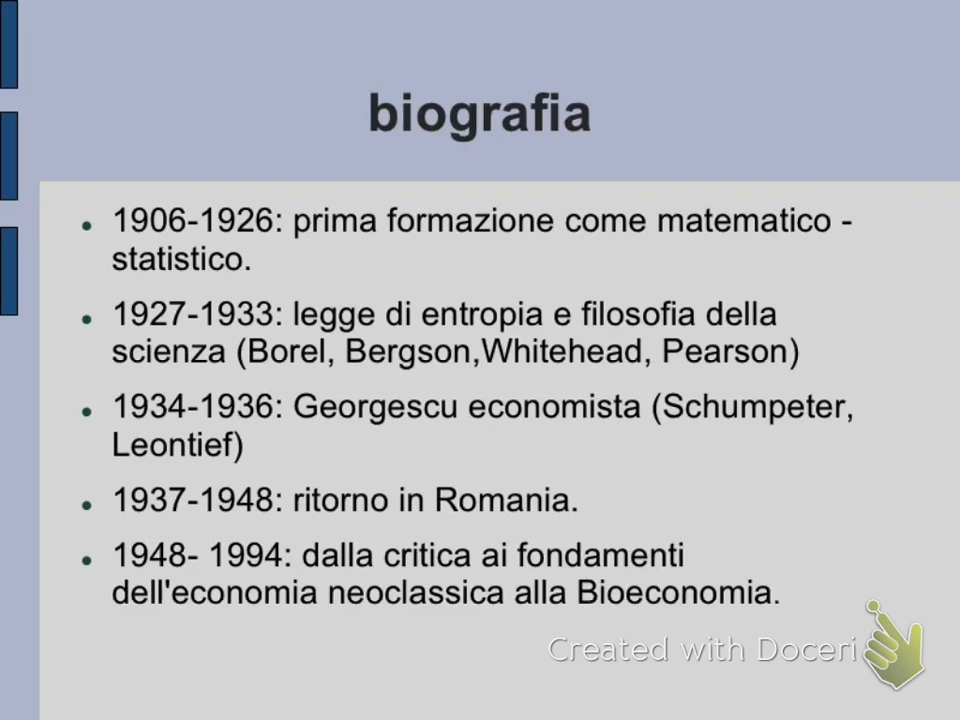 biografia
1906-1926: prima formazione come matematico -
statistico.
1927-1933: legge di entropia e filosofia della
scienza (Borel, Bergson,Whitehead, Pearson)
1934-1936: Georgescu economista (Schumpeter,
Leontief)
1937-1948: ritorno in Romania.
1948- 1994: dalla critica ai fondamenti
dell'economia neoclassica alla Bioeconomia.
Created with Doceri